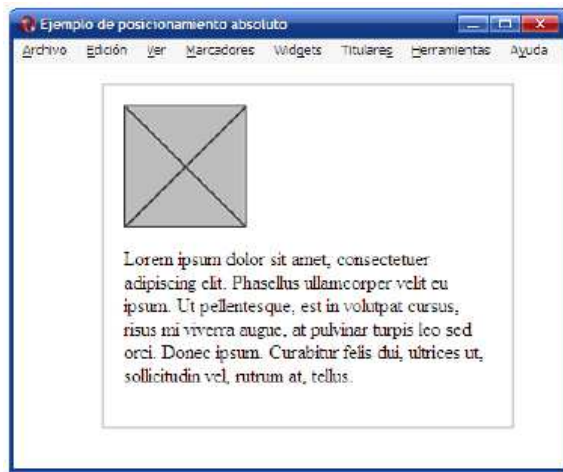 Ejemplo de posicionamiento absoluto
Archivo Edición Ver Marcadores Widgets Titulares Herramientas Ayuda
Lorem ipsum dolor sit amet, consectetuer
adipiscing elit. Phasellus ullamcorper velit eu
ipsum. Ut pellentesque, est in volutpat cursus,
risus mi viverra augue, at pulvinar turpis leo sed
orci. Donec ipsum. Curabitur felis dui, ultrices ut,
sollicitudin vel, rutrum at, tellus.